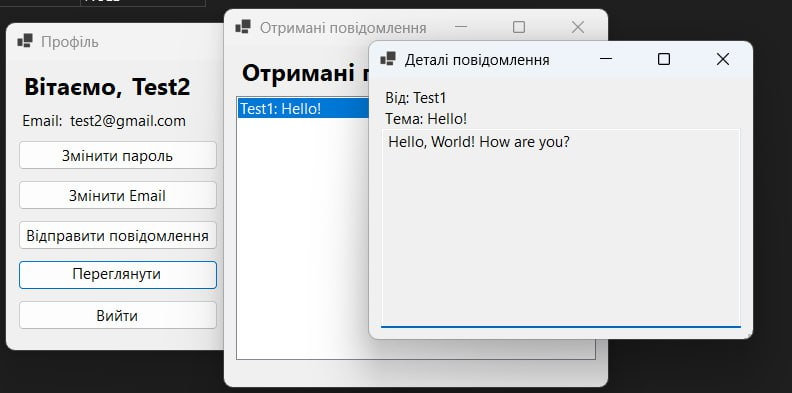 Профіль
Вітаємо, Test2
Email: test2@gmail.com
Змінити пароль
Змінити Email
Відправити повідомлення
Переглянути
Вийти
Отримані повідомлення
Отримані
Test1: Hello!
Деталі повідомлення
Від: Test1
Тема: Hello!
Hello, World! How are you?